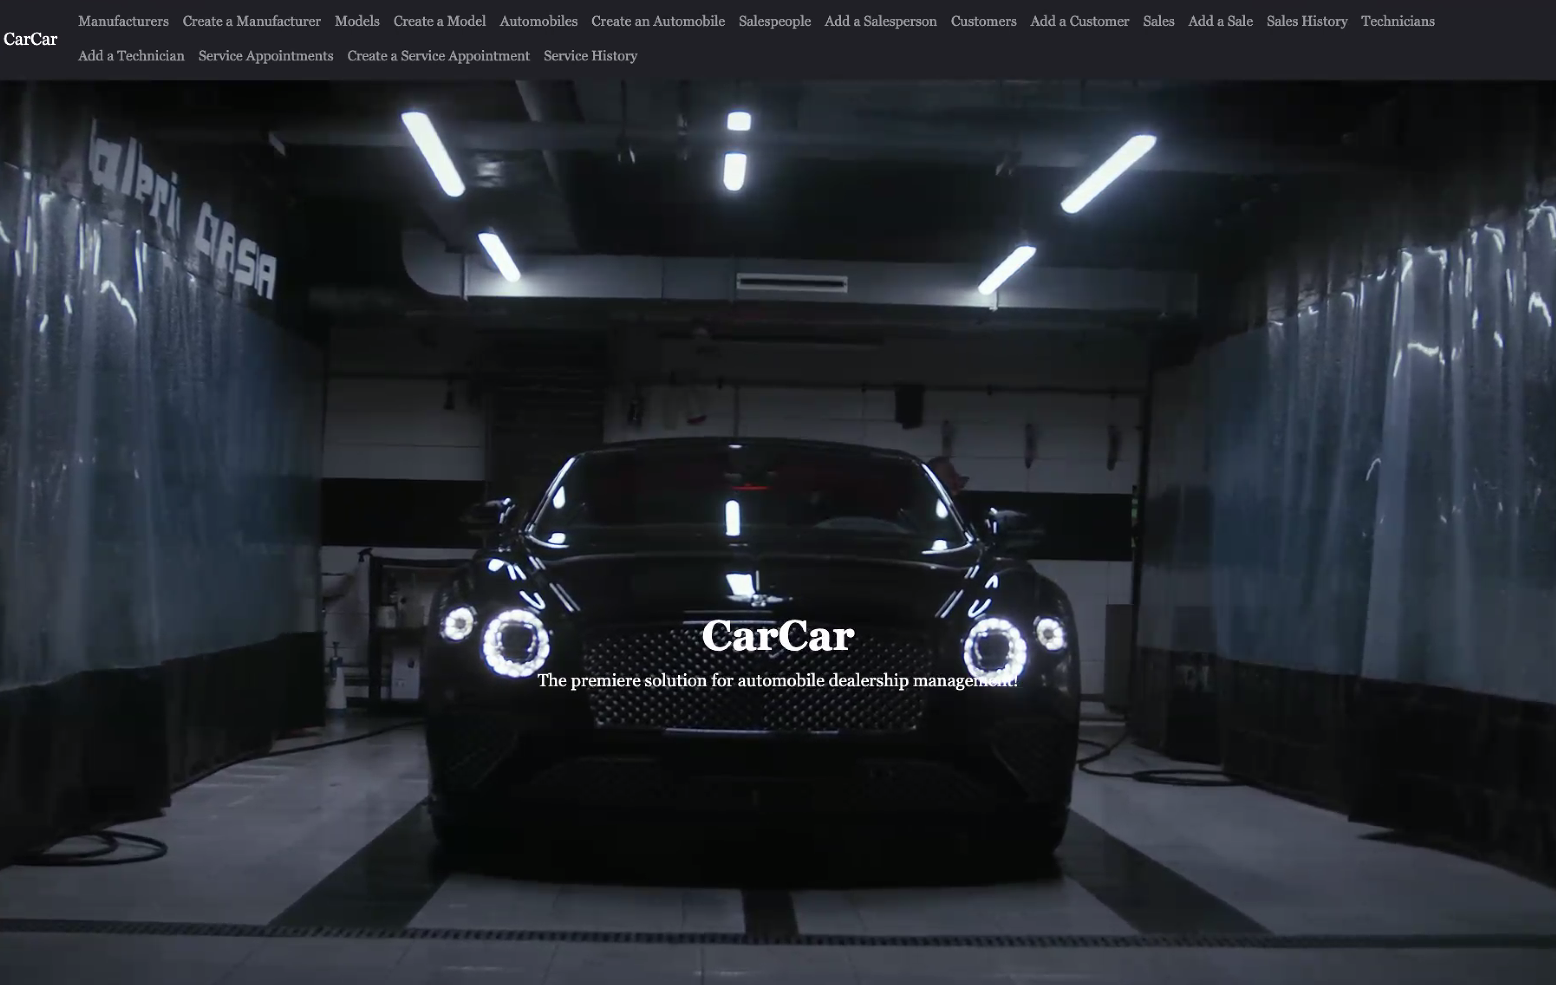 CarCar
Manufacturers Create a Manufacturer Models Create a Model Automobiles Create an Automobile Salespeople Add a Salesperson Customers Add a Customer Sales Add a Sale Sales History Technicians
Add a Technician Service Appointments Create a Service Appointment Service History
CASA
CarCar
The premiere solution for automobile dealership management!